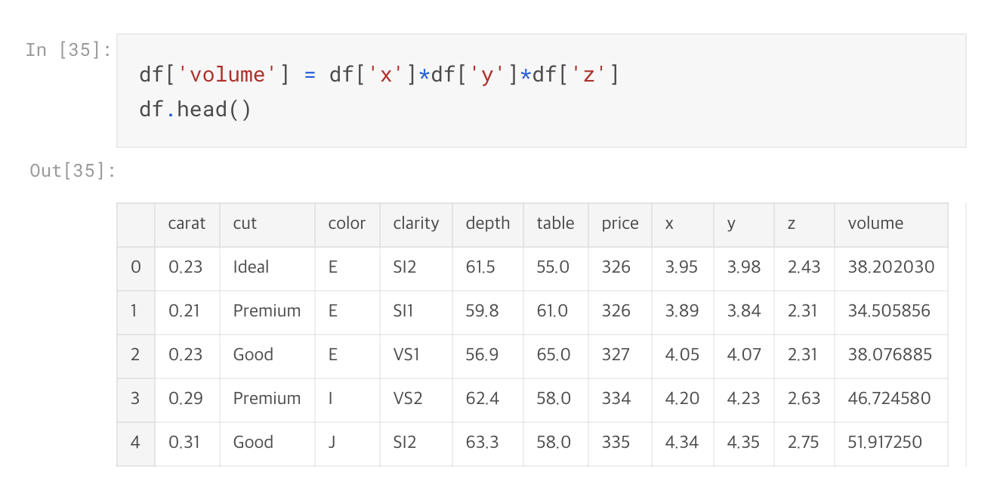 In [35]:
df['volume'] = df['x']*df['y']*df['z']
df.head()
Out[35]:
carat cut color clarity depth table price x y z volume
0 0.23 Ideal E SI2 61.5 55.0 326 3.95 3.98 2.43 38.202030
1 0.21 Premium E SI1 59.8 61.0 326 3.89 3.84 2.31 34.505856
2 0.23 Good E VS1 56.9 65.0 327 4.05 4.07 2.31 38.076885
3 0.29 Premium I VS2 62.4 58.0 334 4.20 4.23 2.63 46.724580
4 0.31 Good J SI2 63.3 58.0 335 4.34 4.35 2.75 51.917250